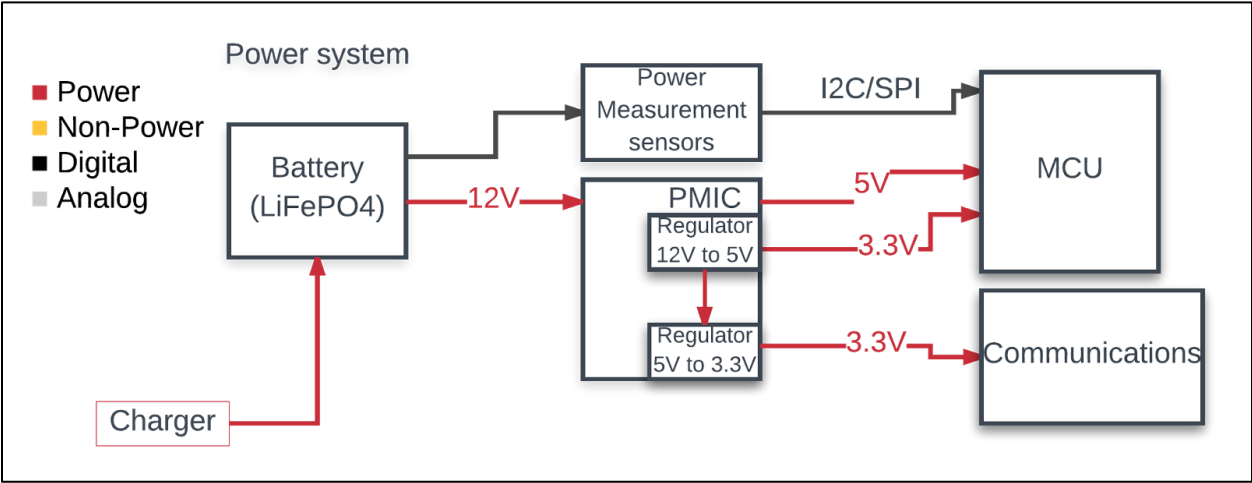 Power system
Power
Non-Power
Digital
Analog
Battery
(LiFePO4)
Charger
12V
Power
Measurement
sensors
I2C/SPI
PMIC
Regulator
12V to 5V
Regulator
5V to 3.3V
5V
3.3V
3.3V
MCU
Communications